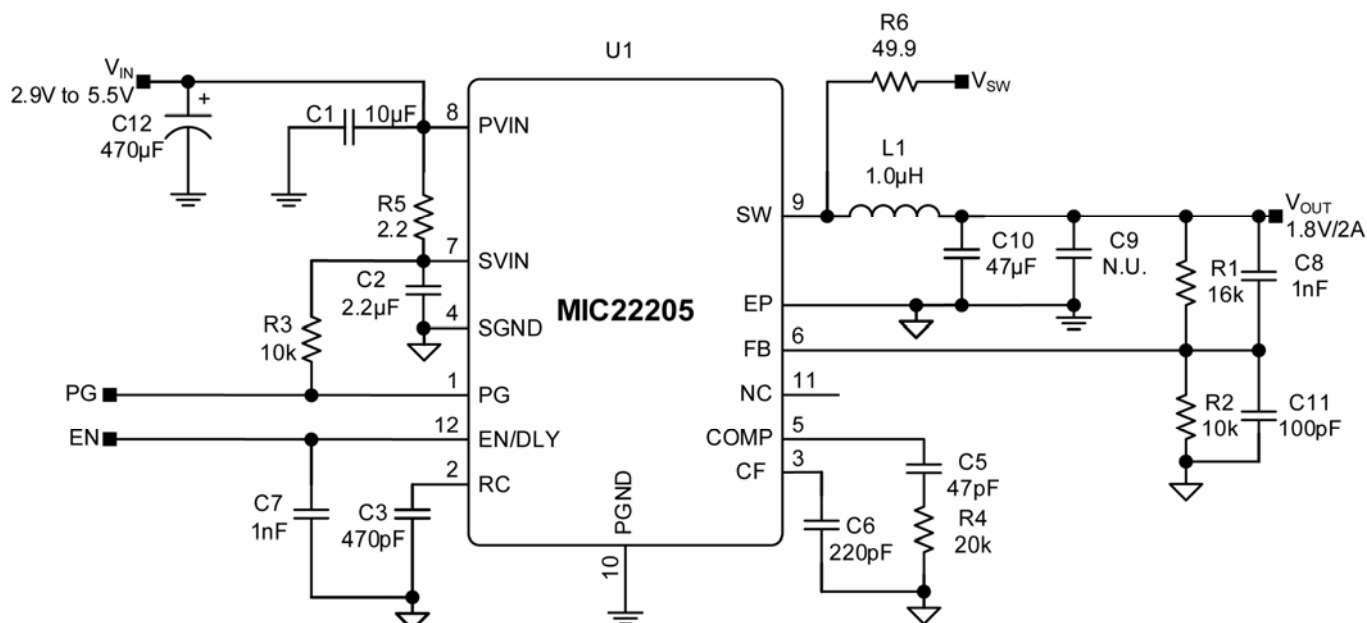 V_IN
2.9V to 5.5V
C12
470µF
C1
10µF
8
PVIN
R5
2.2
7
SVIN
C2
2.2µF
4
SGND
R3
10k
PG
1
PG
EN
12
EN/DLY
2
RC
C7
1nF
C3
470pF
U1
MIC22205
PGND
10
R6
49.9
V_SW
L1
1.0µH
SW
9
C10
47µF
C9
N.U.
V_OUT
1.8V/2A
R1
16k
C8
1nF
EP
FB
6
NC
11
R2
10k
C11
100pF
COMP
5
CF
3
C5
47pF
R4
20k
C6
220pF